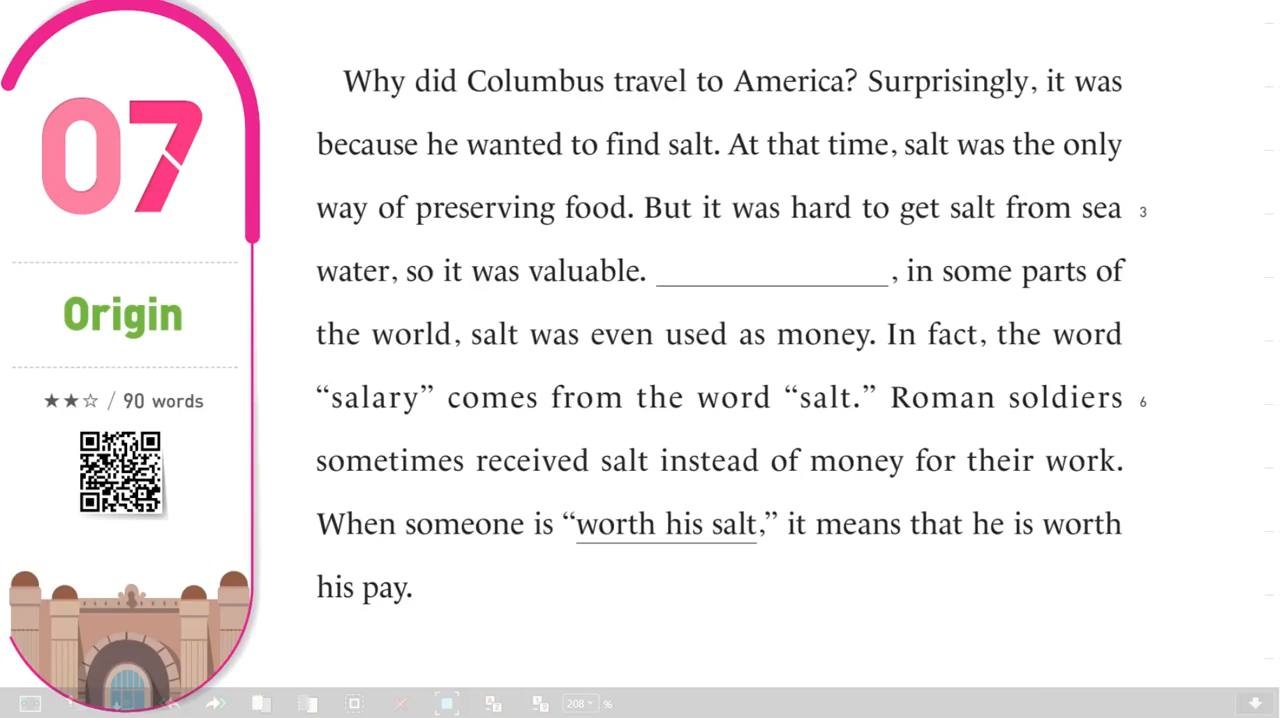 07
Origin
★★☆ / 90 words
Why did Columbus travel to America? Surprisingly, it was
because he wanted to find salt. At that time, salt was the only
way of preserving food. But it was hard to get salt from sea 3
water, so it was valuable. ______________, in some parts of
the world, salt was even used as money. In fact, the word
“salary” comes from the word “salt.” Roman soldiers 6
sometimes received salt instead of money for their work.
When someone is “worth his salt,” it means that he is worth
his pay.
208 %